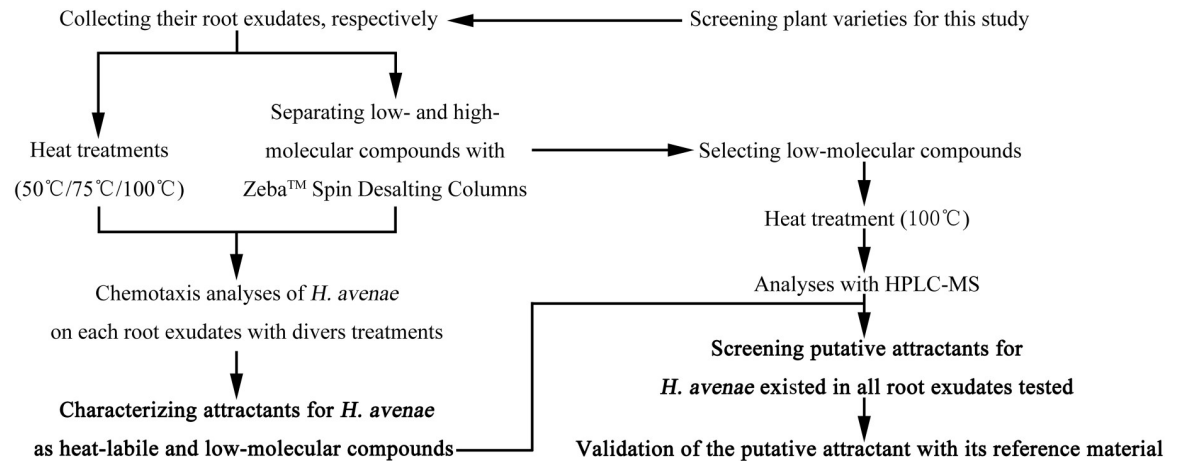 Collecting their root exudates, respectively
Screening plant varieties for this study
Separating low- and high-
molecular compounds with
Zeba™ Spin Desalting Columns
Heat treatments
(50℃/75℃/100℃)
Selecting low-molecular compounds
Heat treatment (100℃)
Analyses with HPLC-MS
Chemotaxis analyses of H. avenae
on each root exudates with divers treatments
Characterizing attractants for H. avenae
as heat-labile and low-molecular compounds
Screening putative attractants for
H. avenae existed in all root exudates tested
Validation of the putative attractant with its reference material